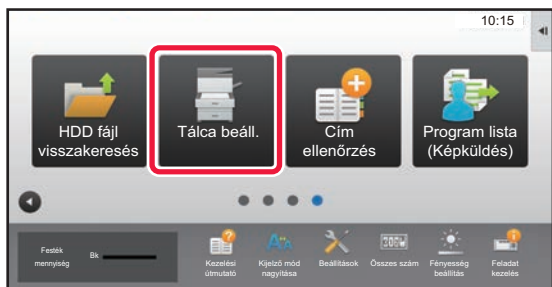 10:15
HDD fájl
visszakeresés
Tálca beáll.
Cím
ellenőrzés
Program lista
(Képküldés)
Festék
mennyiség
Bk
Kezelési
útmutató
Kijelző mód
nagyítása
Beállítások
Összes szám
Fényesség
beállítás
Feladat
kezelés